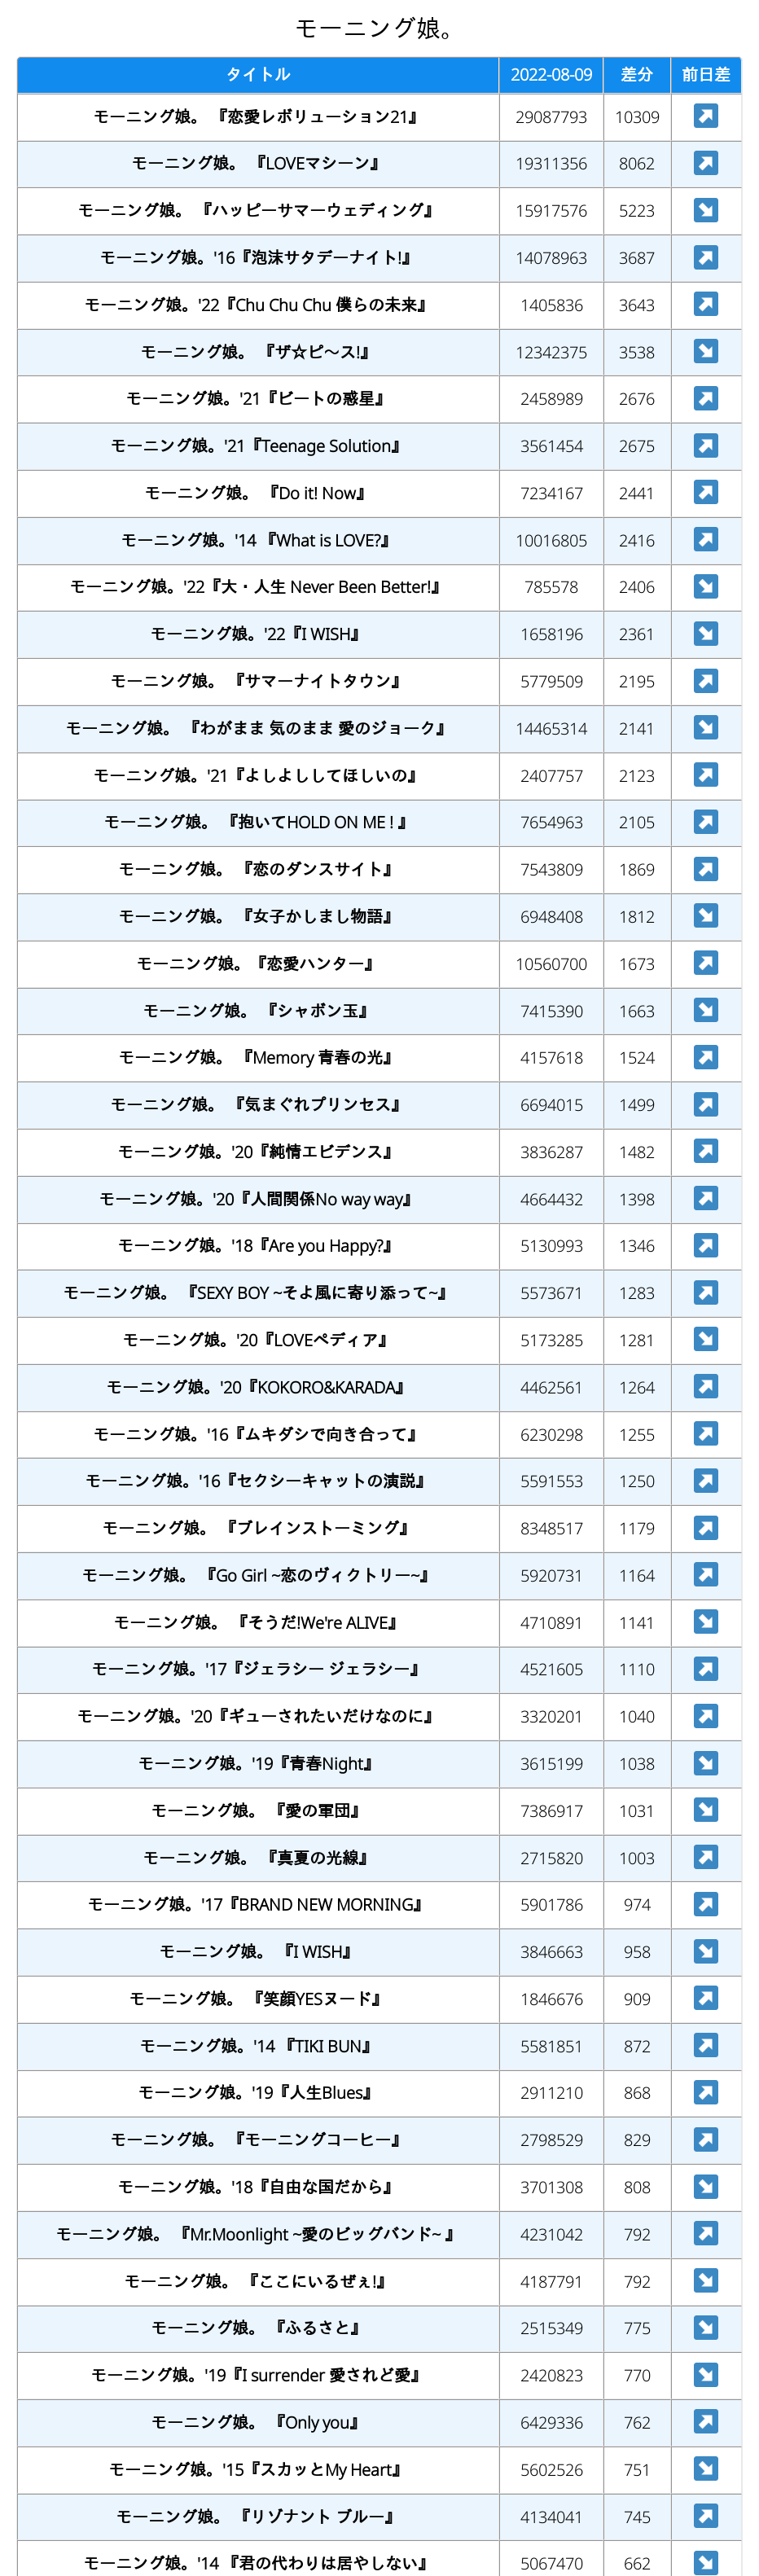 モーニング娘。
タイトル 2022-08-09 差分 前日差
モーニング娘。 『恋愛レボリューション21』 29087793 10309 ↗
モーニング娘。 『LOVEマシーン』 19311356 8062 ↗
モーニング娘。 『ハッピーサマーウェディング』 15917576 5223 ↘
モーニング娘。'16『泡沫サタデーナイト!』 14078963 3687 ↗
モーニング娘。'22『Chu Chu Chu 僕らの未来』 1405836 3643 ↗
モーニング娘。 『ザ☆ピ〜ス!』 12342375 3538 ↘
モーニング娘。'21『ビートの惑星』 2458989 2676 ↗
モーニング娘。'21『Teenage Solution』 3561454 2675 ↗
モーニング娘。 『Do it! Now』 7234167 2441 ↗
モーニング娘。'14 『What is LOVE?』 10016805 2416 ↗
モーニング娘。'22『大・人生 Never Been Better!』 785578 2406 ↘
モーニング娘。'22『I WISH』 1658196 2361 ↘
モーニング娘。 『サマーナイトタウン』 5779509 2195 ↗
モーニング娘。 『わがまま 気のまま 愛のジョーク』 14465314 2141 ↘
モーニング娘。'21『よしよししてほしいの』 2407757 2123 ↗
モーニング娘。 『抱いてHOLD ON ME ! 』 7654963 2105 ↗
モーニング娘。 『恋のダンスサイト』 7543809 1869 ↗
モーニング娘。 『女子かしまし物語』 6948408 1812 ↘
モーニング娘。『恋愛ハンター』 10560700 1673 ↗
モーニング娘。 『シャボン玉』 7415390 1663 ↘
モーニング娘。 『Memory 青春の光』 4157618 1524 ↗
モーニング娘。 『気まぐれプリンセス』 6694015 1499 ↗
モーニング娘。'20『純情エビデンス』 3836287 1482 ↗
モーニング娘。'20『人間関係No way way』 4664432 1398 ↗
モーニング娘。'18『Are you Happy?』 5130993 1346 ↗
モーニング娘。 『SEXY BOY ~そよ風に寄り添って~』 5573671 1283 ↗
モーニング娘。'20『LOVEペディア』 5173285 1281 ↘
モーニング娘。'20『KOKORO&KARADA』 4462561 1264 ↗
モーニング娘。'16『ムキダシで向き合って』 6230298 1255 ↗
モーニング娘。'16『セクシーキャットの演説』 5591553 1250 ↗
モーニング娘。 『ブレインストーミング』 8348517 1179 ↗
モーニング娘。 『Go Girl ~恋のヴィクトリー~』 5920731 1164 ↗
モーニング娘。 『そうだ!We're ALIVE』 4710891 1141 ↘
モーニング娘。'17『ジェラシー ジェラシー』 4521605 1110 ↗
モーニング娘。'20『ギューされたいだけなのに』 3320201 1040 ↗
モーニング娘。'19『青春Night』 3615199 1038 ↘
モーニング娘。 『愛の軍団』 7386917 1031 ↘
モーニング娘。 『真夏の光線』 2715820 1003 ↗
モーニング娘。'17『BRAND NEW MORNING』 5901786 974 ↗
モーニング娘。 『I WISH』 3846663 958 ↘
モーニング娘。 『笑顔YESヌード』 1846676 909 ↗
モーニング娘。'14 『TIKI BUN』 5581851 872 ↗
モーニング娘。'19『人生Blues』 2911210 868 ↗
モーニング娘。 『モーニングコーヒー』 2798529 829 ↗
モーニング娘。'18『自由な国だから』 3701308 808 ↘
モーニング娘。 『Mr.Moonlight ~愛のビッグバンド~ 』 4231042 792 ↗
モーニング娘。 『ここにいるぜぇ!』 4187791 792 ↘
モーニング娘。 『ふるさと』 2515349 775 ↘
モーニング娘。'19『I surrender 愛されど愛』 2420823 770 ↘
モーニング娘。 『Only you』 6429336 762 ↗
モーニング娘。'15『スカッとMy Heart』 5602526 751 ↘
モーニング娘。 『リゾナント ブルー』 4134041 745 ↗
モーニング娘。'14 『君の代わりは居やしない』 5067470 662 ↘